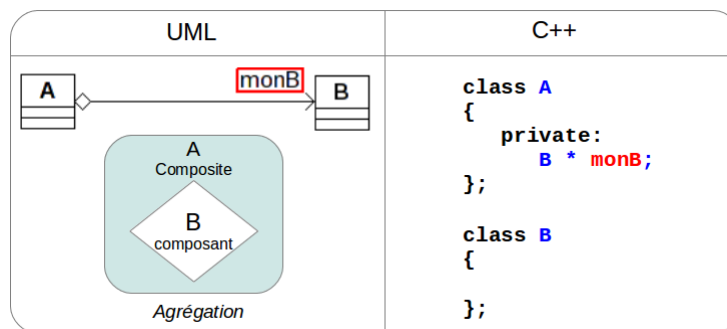 UML
C++
A
monB
B
A
Composite
B
composant
Agrégation
class A
{
private:
B * monB;
};
class B
{
};